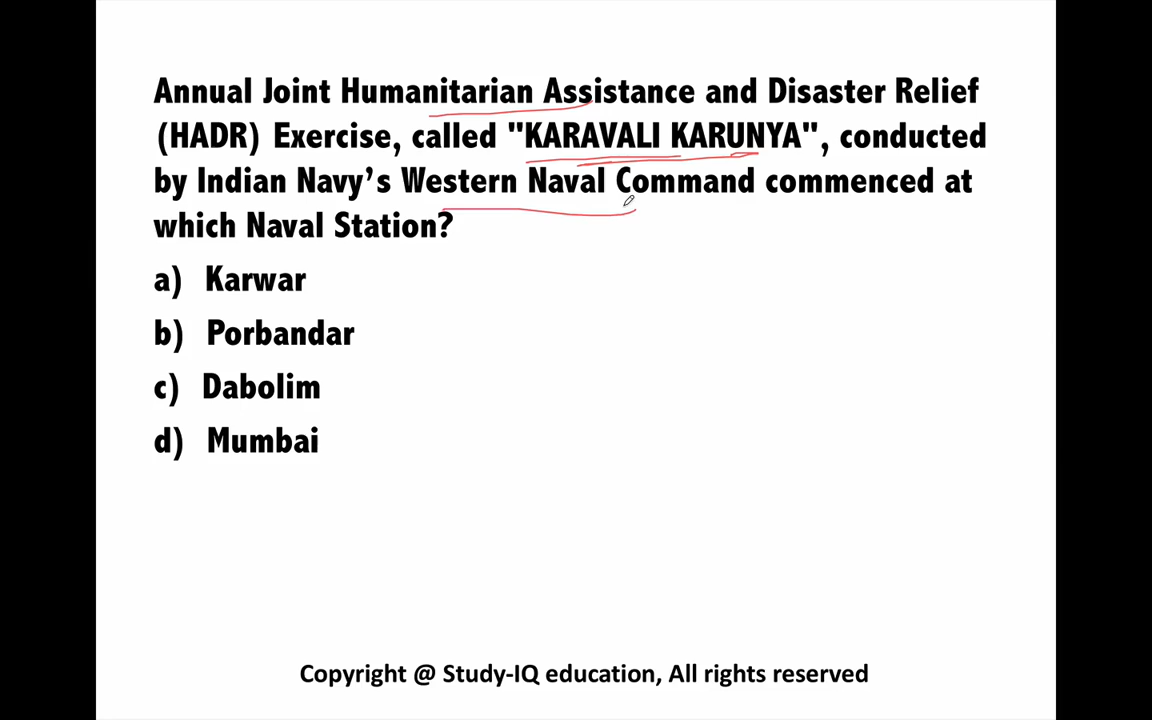 Annual Joint Humanitarian Assistance and Disaster Relief
(HADR) Exercise, called "KARAVALI KARUNYA", conducted
by Indian Navy’s Western Naval Command commenced at
which Naval Station?
a) Karwar
b) Porbandar
c) Dabolim
d) Mumbai
Copyright @ Study-IQ education, All rights reserved